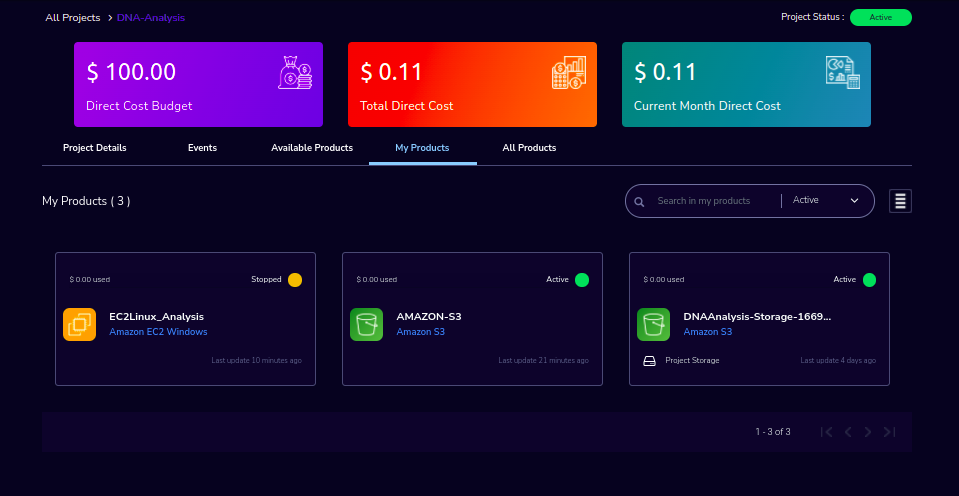 All Projects > DNA-Analysis
Project Status : Active
$ 100.00
Direct Cost Budget
$ 0.11
Total Direct Cost
$ 0.11
Current Month Direct Cost
Project Details Events Available Products My Products All Products
My Products ( 3 )
Search in my products Active
$ 0.00 used Stopped
EC2Linux_Analysis
Amazon EC2 Windows
Last update 10 minutes ago
$ 0.00 used Active
AMAZON-S3
Amazon S3
Last update 21 minutes ago
$ 0.00 used Active
DNAAnalysis-Storage-1669...
Amazon S3
Project Storage Last update 4 days ago
1 - 3 of 3